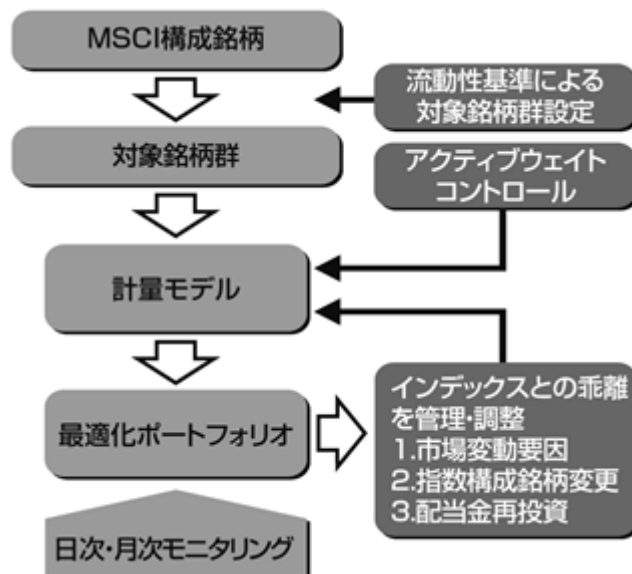 MSCI構成銘柄
流動性基準による
対象銘柄群設定
対象銘柄群
アクティブウェイト
コントロール
計量モデル
最適化ポートフォリオ
インデックスとの乖離
を管理・調整
1.市場変動要因
2.指数構成銘柄変更
3.配当金再投資
日次・月次モニタリング